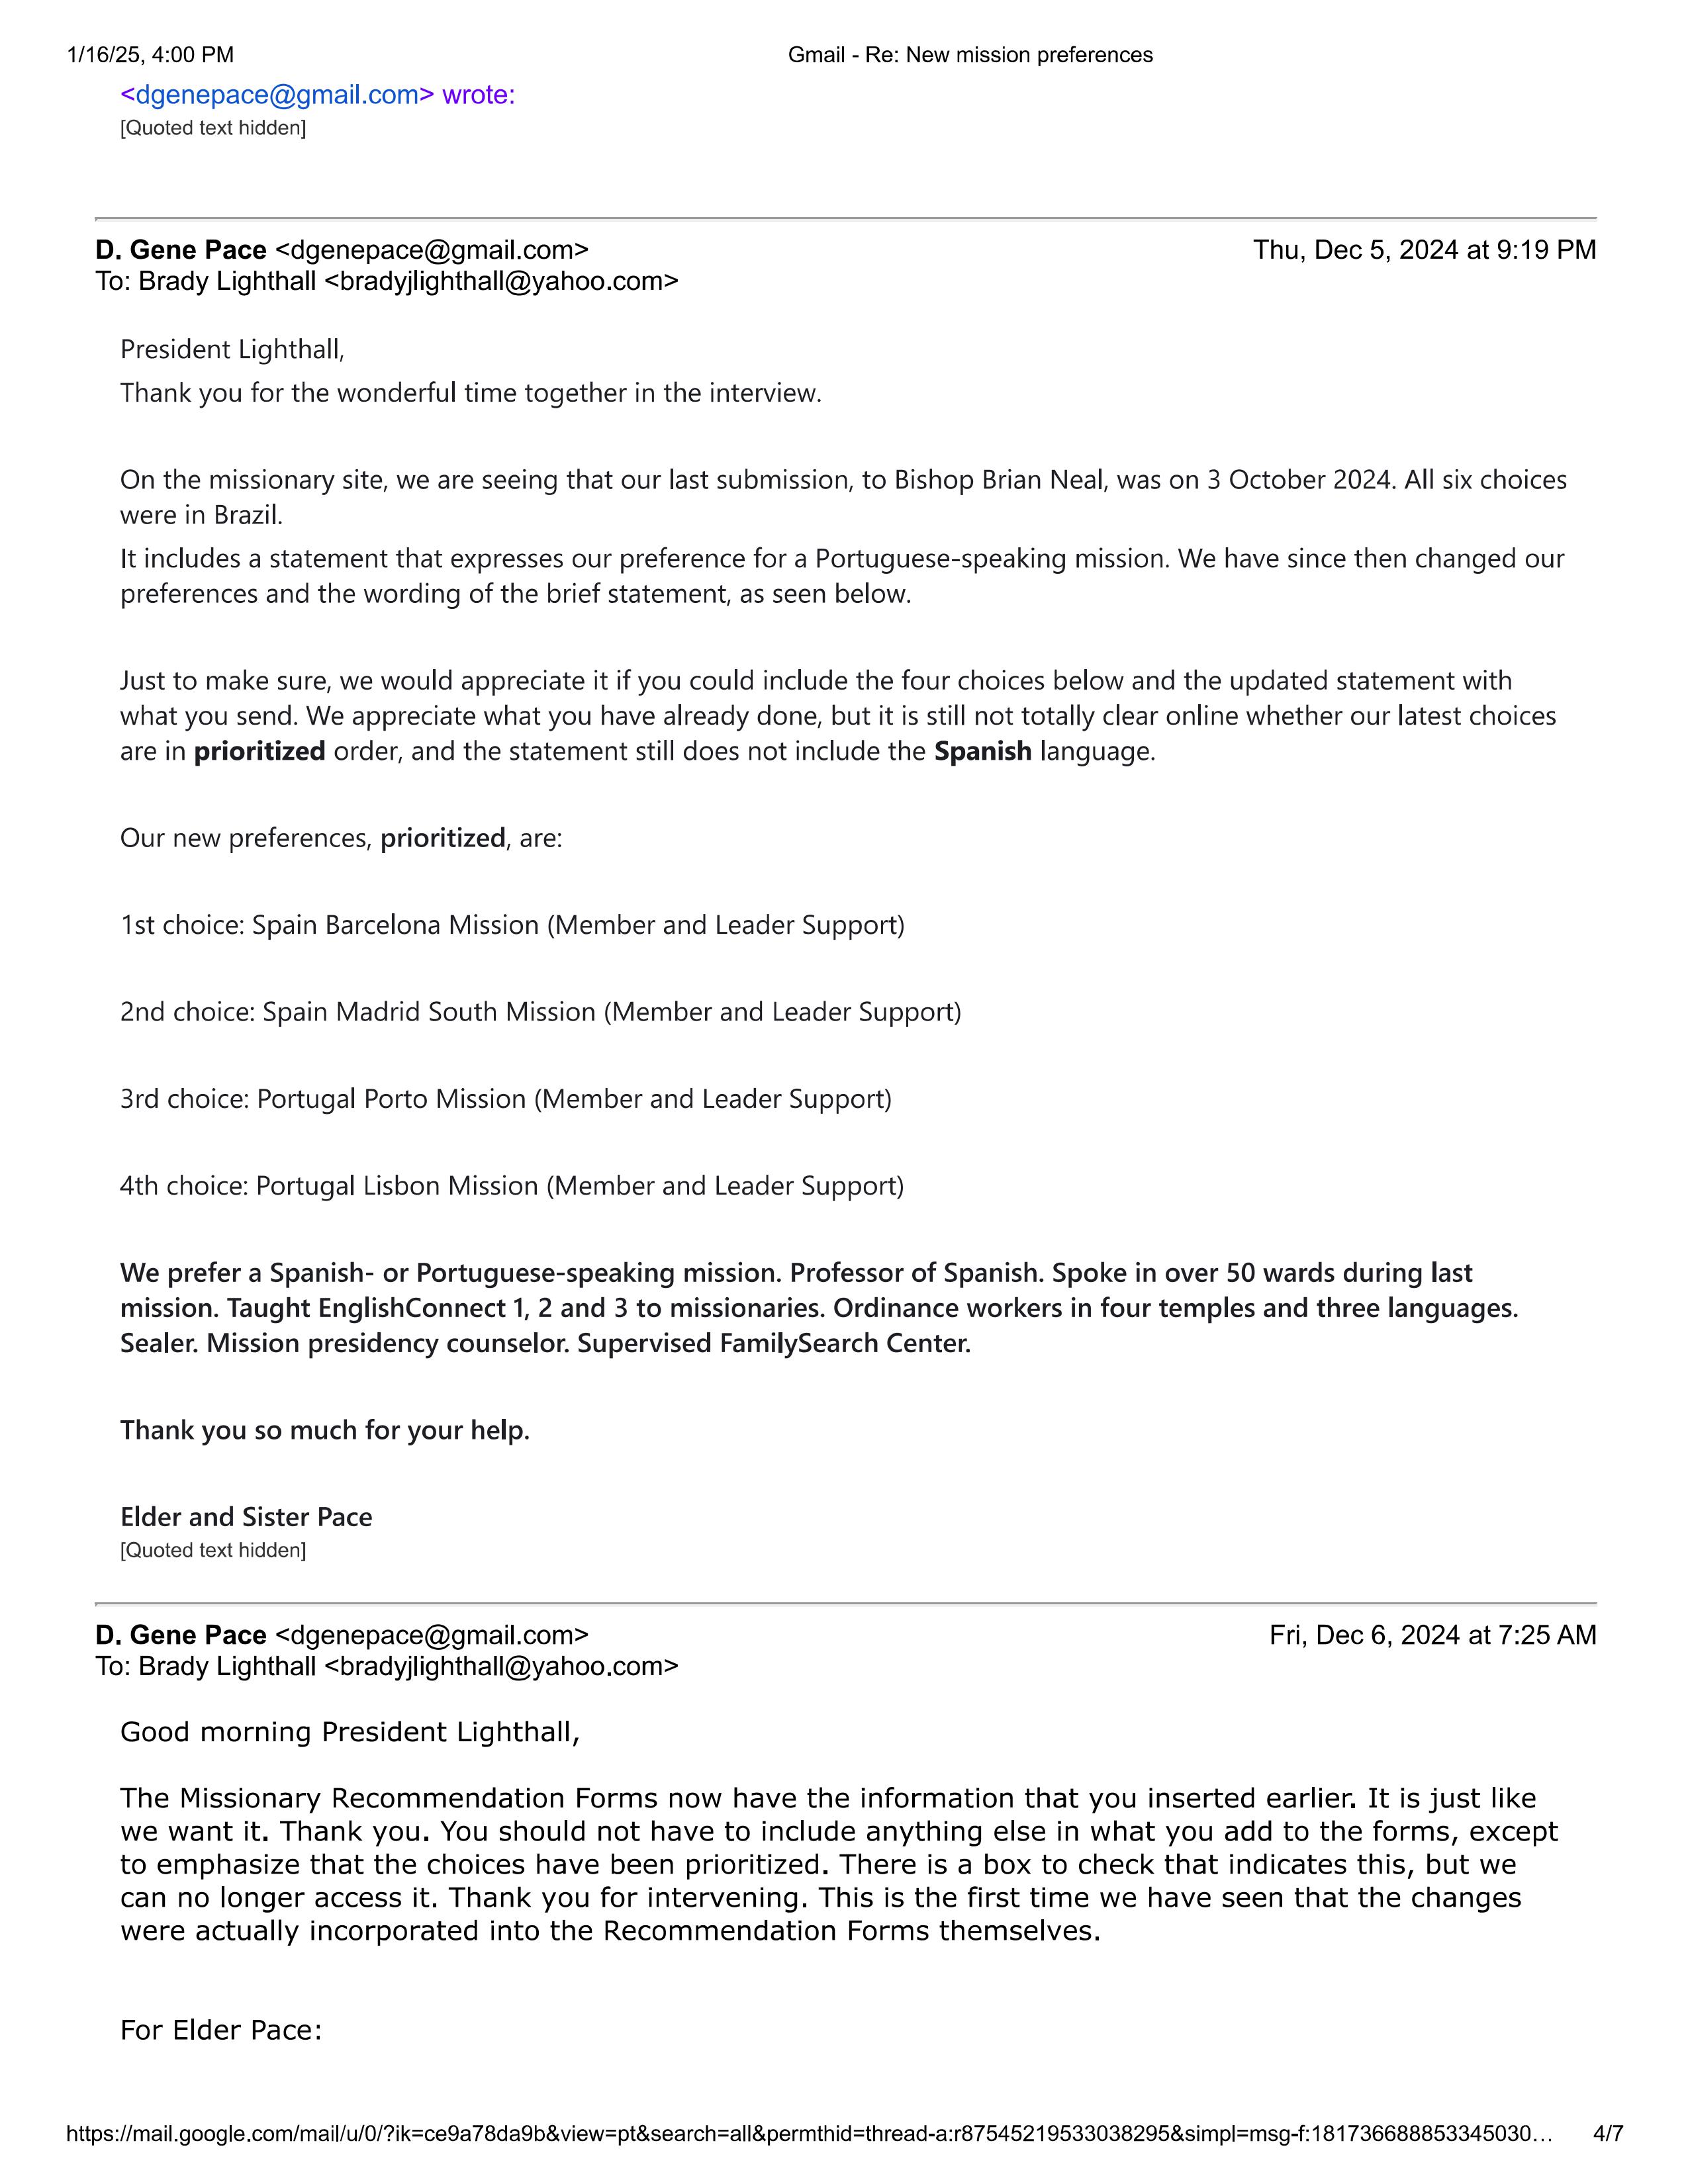 1/16/25, 4:00 PM Gmail - Re: New mission preferences
<dgenepace@gmail.com> wrote:
[Quoted text hidden]
D. Gene Pace <dgenepace@gmail.com> Thu, Dec 5, 2024 at 9:19 PM
To: Brady Lighthall <bradyjlighthall@yahoo.com>
President Lighthall,
Thank you for the wonderful time together in the interview.
On the missionary site, we are seeing that our last submission, to Bishop Brian Neal, was on 3 October 2024. All six choices
were in Brazil.
It includes a statement that expresses our preference for a Portuguese-speaking mission. We have since then changed our
preferences and the wording of the brief statement, as seen below.
Just to make sure, we would appreciate it if you could include the four choices below and the updated statement with
what you send. We appreciate what you have already done, but it is still not totally clear online whether our latest choices
are in prioritized order, and the statement still does not include the Spanish language.
Our new preferences, prioritized, are:
1st choice: Spain Barcelona Mission (Member and Leader Support)
2nd choice: Spain Madrid South Mission (Member and Leader Support)
3rd choice: Portugal Porto Mission (Member and Leader Support)
4th choice: Portugal Lisbon Mission (Member and Leader Support)
We prefer a Spanish- or Portuguese-speaking mission. Professor of Spanish. Spoke in over 50 wards during last
mission. Taught EnglishConnect 1, 2 and 3 to missionaries. Ordinance workers in four temples and three languages.
Sealer. Mission presidency counselor. Supervised FamilySearch Center.
Thank you so much for your help.
Elder and Sister Pace
[Quoted text hidden]
D. Gene Pace <dgenepace@gmail.com> Fri, Dec 6, 2024 at 7:25 AM
To: Brady Lighthall <bradyjlighthall@yahoo.com>
Good morning President Lighthall,
The Missionary Recommendation Forms now have the information that you inserted earlier. It is just like
we want it. Thank you. You should not have to include anything else in what you add to the forms, except
to emphasize that the choices have been prioritized. There is a box to check that indicates this, but we
can no longer access it. Thank you for intervening. This is the first time we have seen that the changes
were actually incorporated into the Recommendation Forms themselves.
For Elder Pace:
https://mail.google.com/mail/u/0/?ik=ce9a78da9b&view=pt&search=all&permthid=thread-a:r87545219533038295&simpl=msg-f:181736688853345030… 4/7